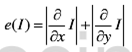 e(I) = |∂/∂x I| + |∂/∂y I|